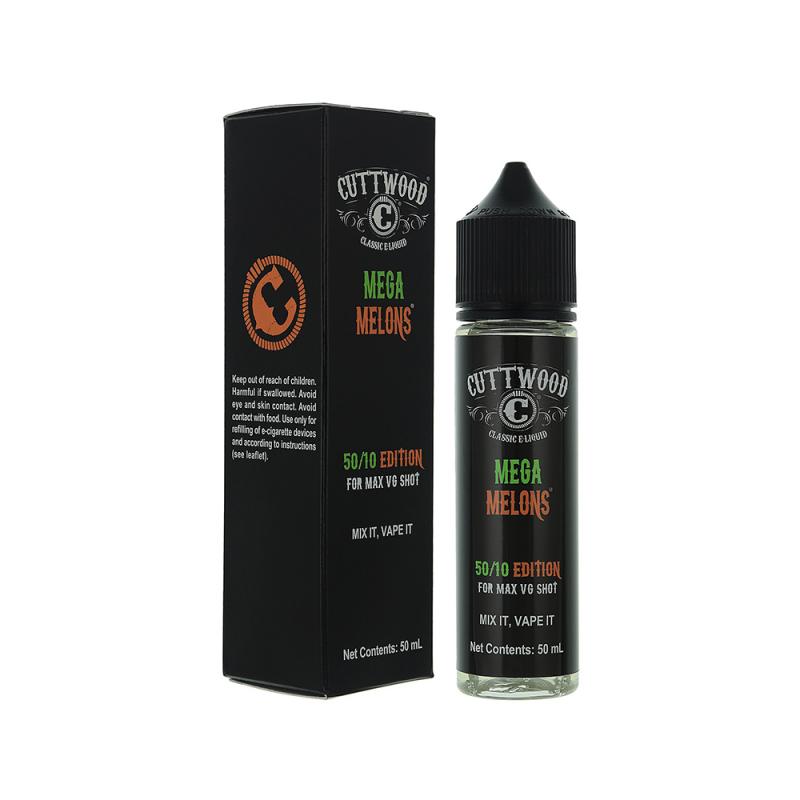 Keep out of reach of children.
Harmful if swallowed. Avoid
eye and skin contact. Avoid
contact with food. Use only for
refilling of e-cigarette devices
and according to instructions
(see leaflet).
CUTTWOOD®
C
CLASSIC E·LIQUID
MEGA
MELONS®
50/10 EDITION
FOR MAX VG SHOT
MIX IT, VAPE IT
Net Contents: 50 mL
PUSH DOWN
CUTTWOOD®
C
CLASSIC E·LIQUID
MEGA
MELONS®
50/10 EDITION
FOR MAX VG SHOT
MIX IT, VAPE IT
Net Contents: 50 mL